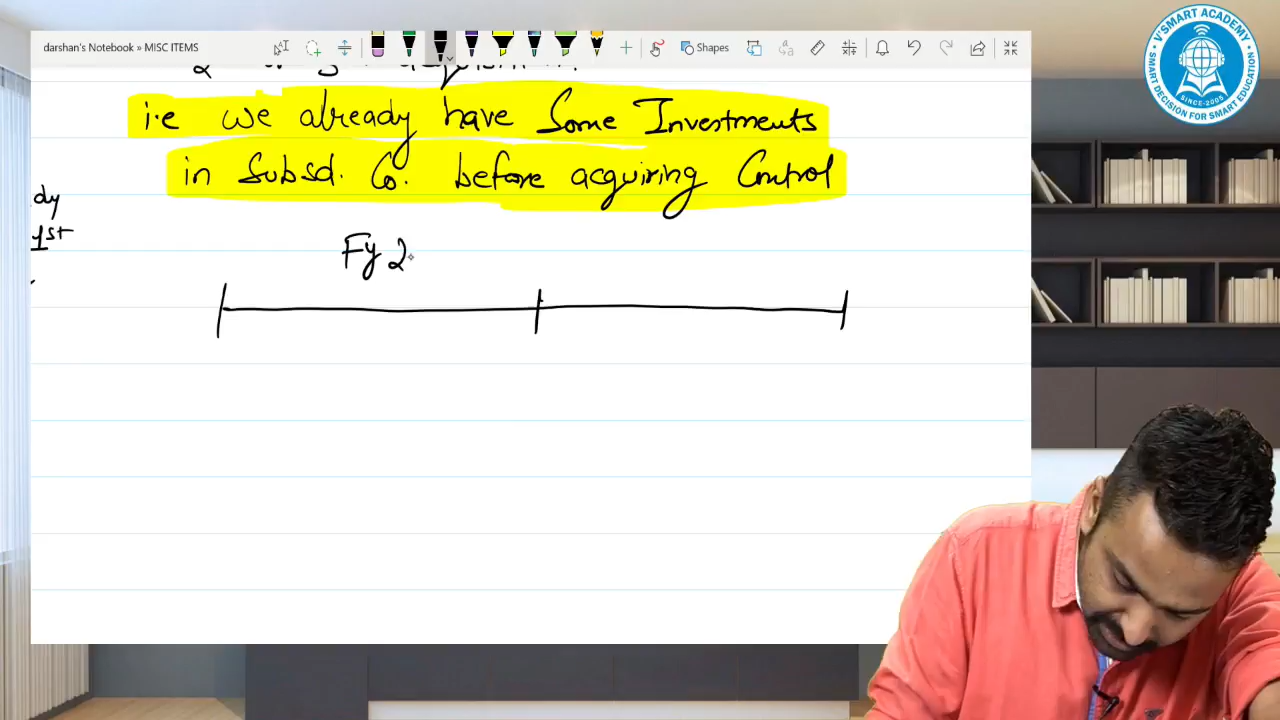 darshan's Notebook » MISC ITEMS
Shapes
i.e we already have Some Investments
in Subsd. Co. before acquiring Control
dy
1st
Fy 2
V'SMART ACADEMY
SINCE-2005
SMART DECISION FOR SMART EDUCATION